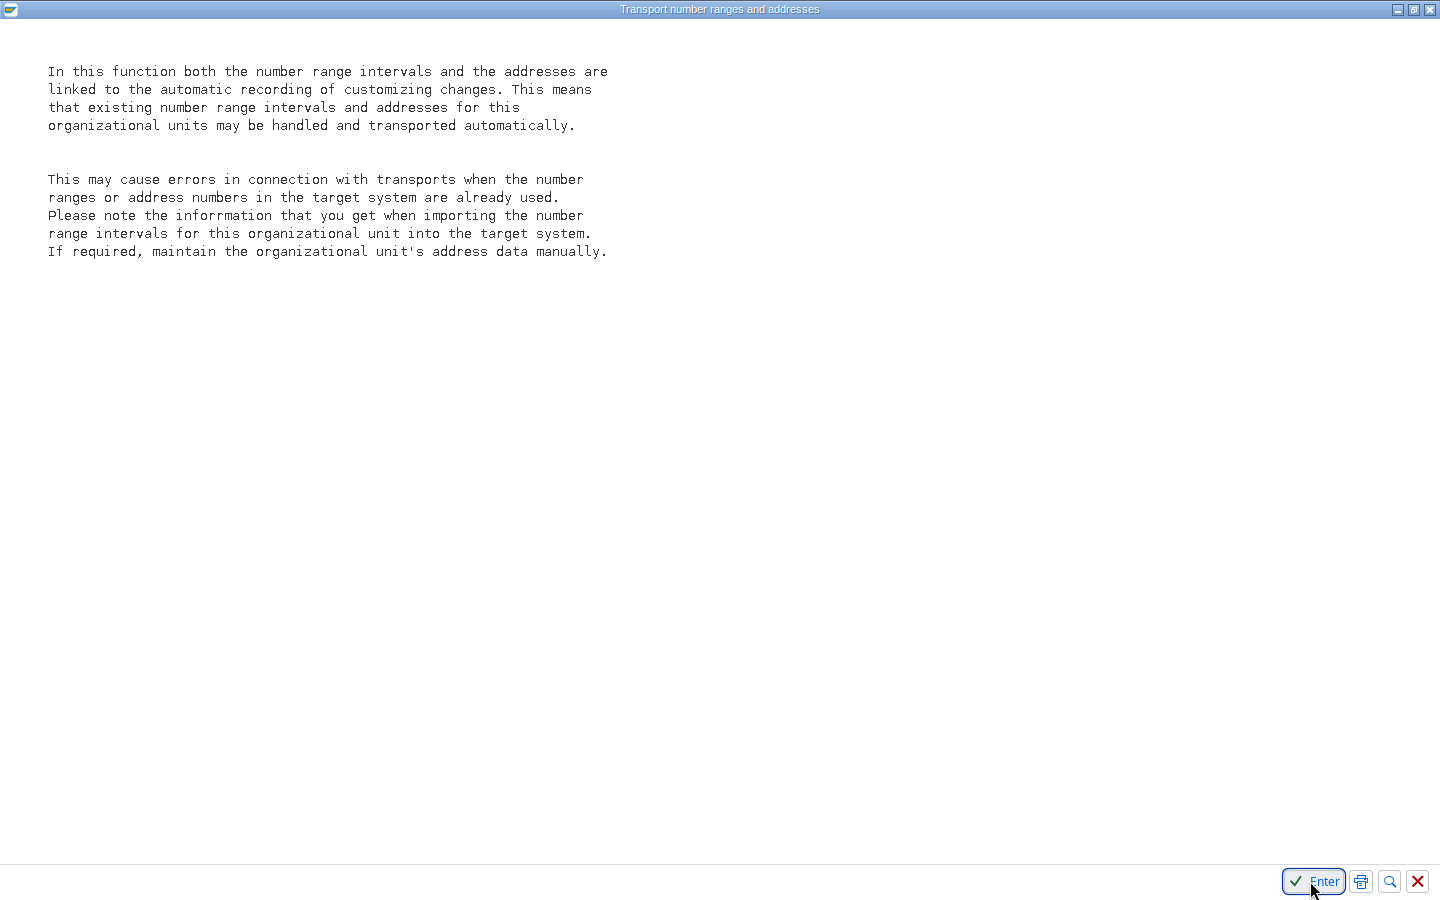 Transport number ranges and addresses
In this function both the number range intervals and the addresses are
linked to the automatic recording of customizing changes. This means
that existing number range intervals and addresses for this
organizational units may be handled and transported automatically.
This may cause errors in connection with transports when the number
ranges or address numbers in the target system are already used.
Please note the inforrmation that you get when importing the number
range intervals for this organizational unit into the target system.
If required, maintain the organizational unit's address data manually.
Enter